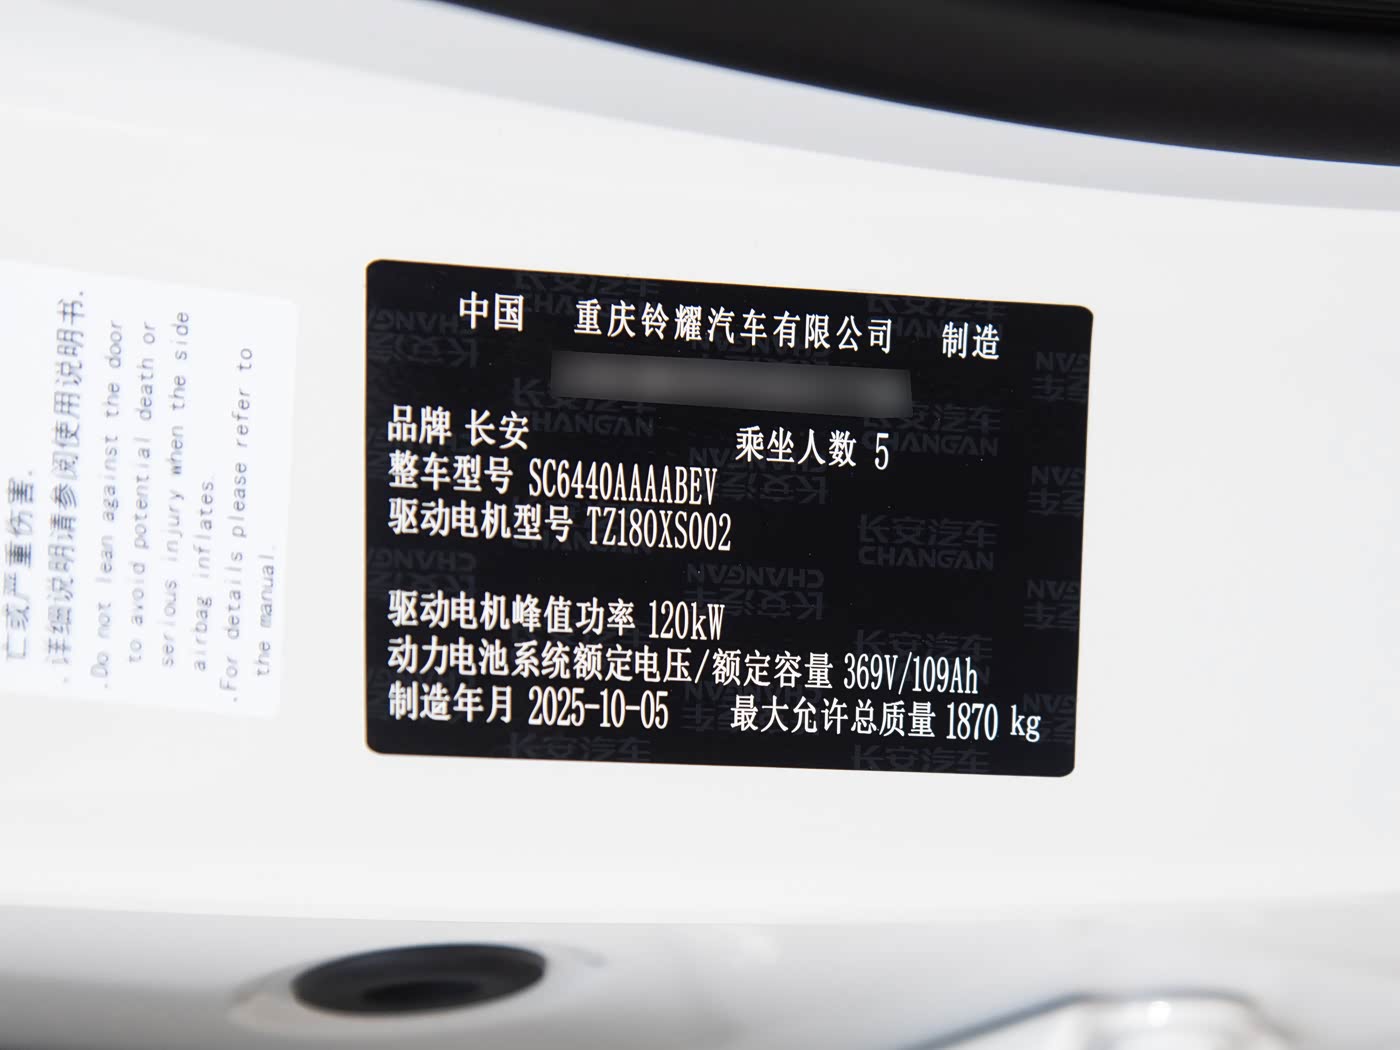 亡或严重伤害.
.详细说明请参阅使用说明书.
.Do not lean against the door
to avoid potential death or
serious injury when the side
airbag inflates.
.For details please refer to
the manual.
中国 重庆铃耀汽车有限公司 制造
品牌 长安 乘坐人数 5
整车型号 SC6440AAAABEV
驱动电机型号 TZ180XS002
驱动电机峰值功率 120kW
动力电池系统额定电压/额定容量 369V/109Ah
制造年月 2025-10-05 最大允许总质量 1870 kg
长安汽车
CHANGAN